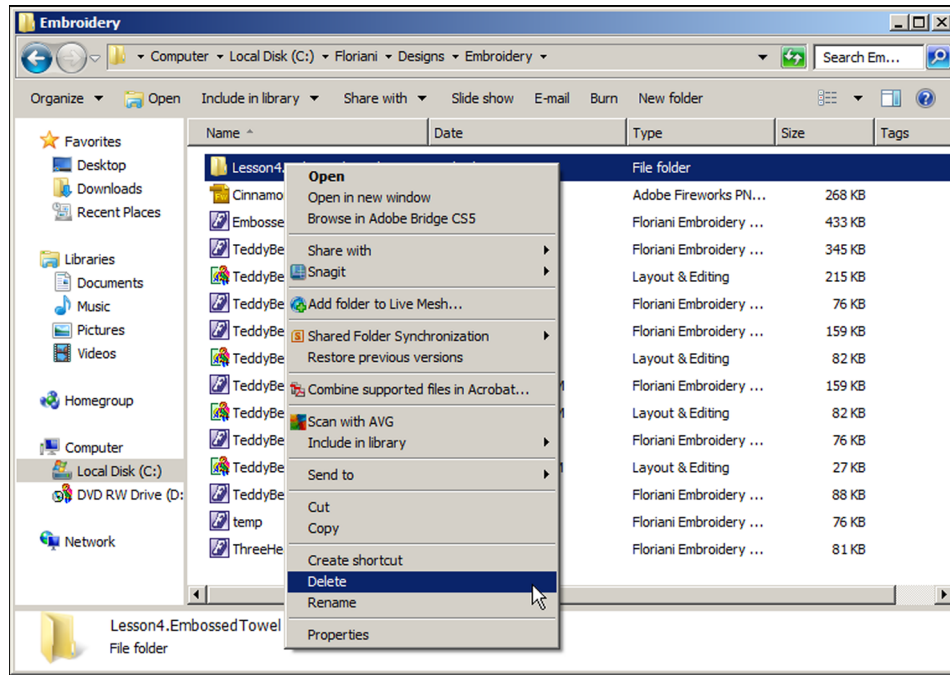 Embroidery
Computer Local Disk (C:) Floriani Designs Embroidery Search Em...
Organize Open Include in library Share with Slide show E-mail Burn New folder
Name Date Type Size Tags
Favorites
Desktop
Downloads
Recent Places
Libraries
Documents
Music
Pictures
Videos
Homegroup
Computer
Local Disk (C:)
DVD RW Drive (D:
Network
Lesson4. File folder
Cinnamo Adobe Fireworks PN... 268 KB
Embosse Floriani Embroidery ... 433 KB
TeddyBe Floriani Embroidery ... 345 KB
TeddyBe Layout & Editing 215 KB
TeddyBe Floriani Embroidery ... 76 KB
TeddyBe Floriani Embroidery ... 159 KB
TeddyBe Layout & Editing 82 KB
TeddyBe Floriani Embroidery ... 159 KB
TeddyBe Layout & Editing 82 KB
TeddyBe Floriani Embroidery ... 76 KB
TeddyBe Layout & Editing 27 KB
TeddyBe Floriani Embroidery ... 88 KB
temp Floriani Embroidery ... 76 KB
ThreeHe Floriani Embroidery ... 81 KB
Open
Open in new window
Browse in Adobe Bridge CS5
Share with
Snagit
Add folder to Live Mesh...
Shared Folder Synchronization
Restore previous versions
Combine supported files in Acrobat...
Scan with AVG
Include in library
Send to
Cut
Copy
Create shortcut
Delete
Rename
Properties
Lesson4.EmbossedTowel
File folder